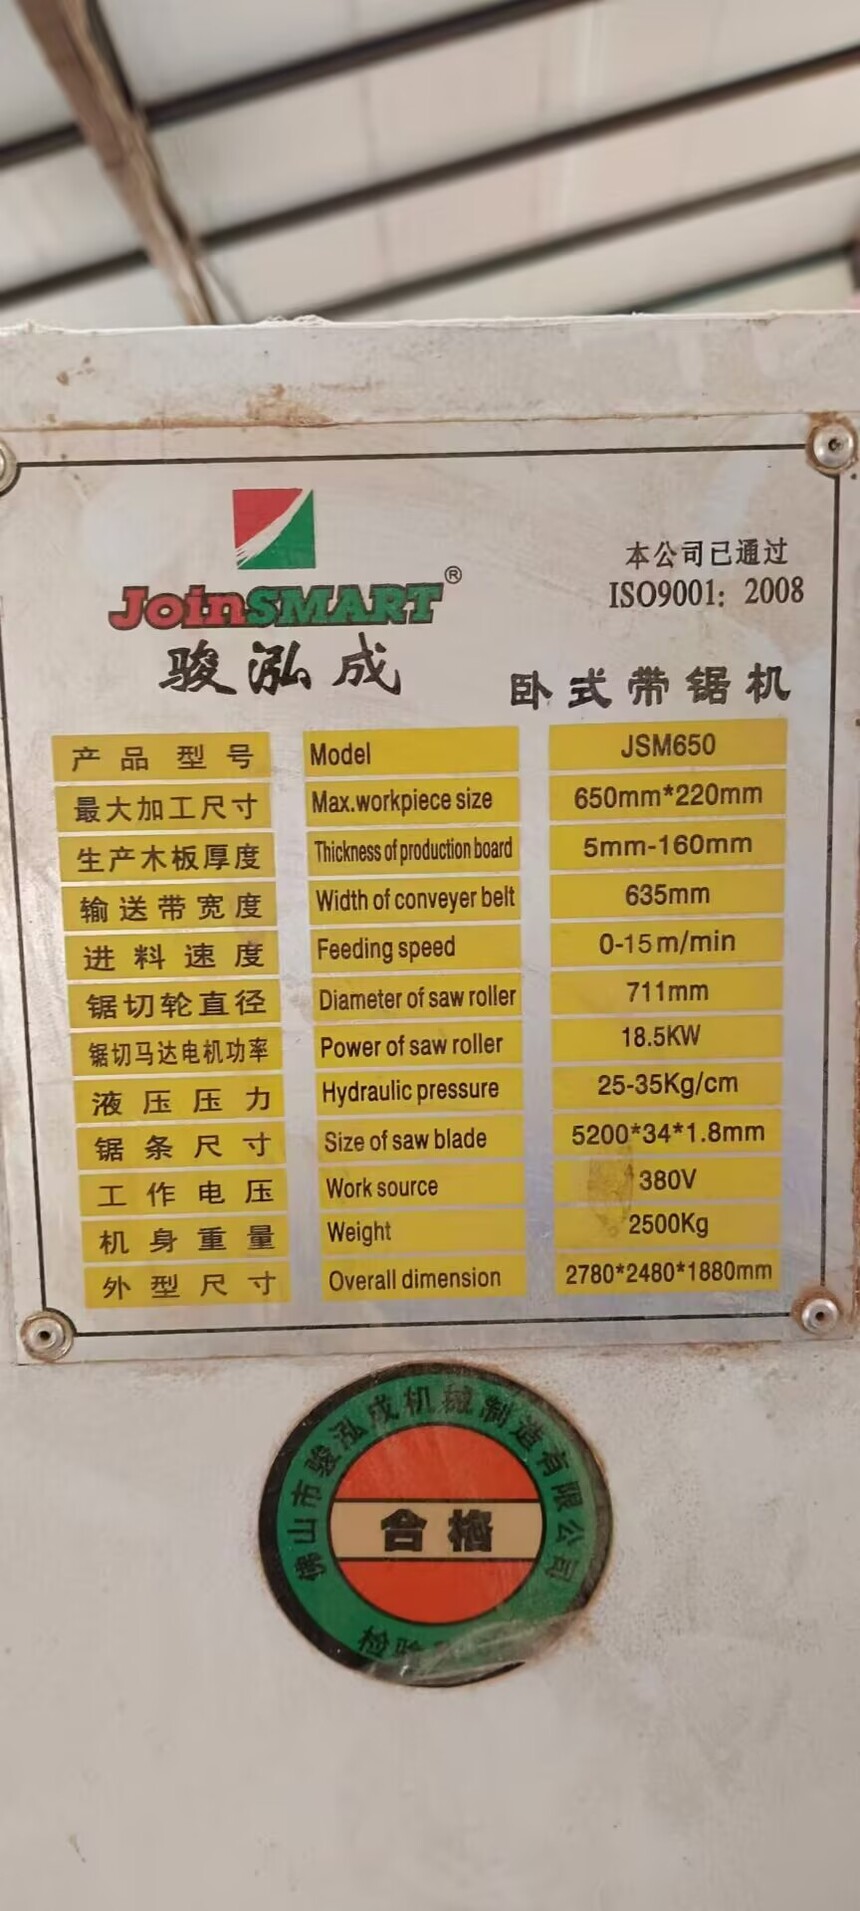 JoinSMART®
骏泓成
本公司已通过
ISO9001: 2008
卧式带锯机
产品型号 Model JSM650
最大加工尺寸 Max.workpiece size 650mm*220mm
生产木板厚度 Thickness of production board 5mm-160mm
输送带宽度 Width of conveyer belt 635mm
进料速度 Feeding speed 0-15m/min
锯切轮直径 Diameter of saw roller 711mm
锯切马达电机功率 Power of saw roller 18.5KW
液压压力 Hydraulic pressure 25-35Kg/cm
锯条尺寸 Size of saw blade 5200*34*1.8mm
工作电压 Work source 380V
机身重量 Weight 2500Kg
外型尺寸 Overall dimension 2780*2480*1880mm
佛山市骏泓成机械制造有限公司
合格
检验